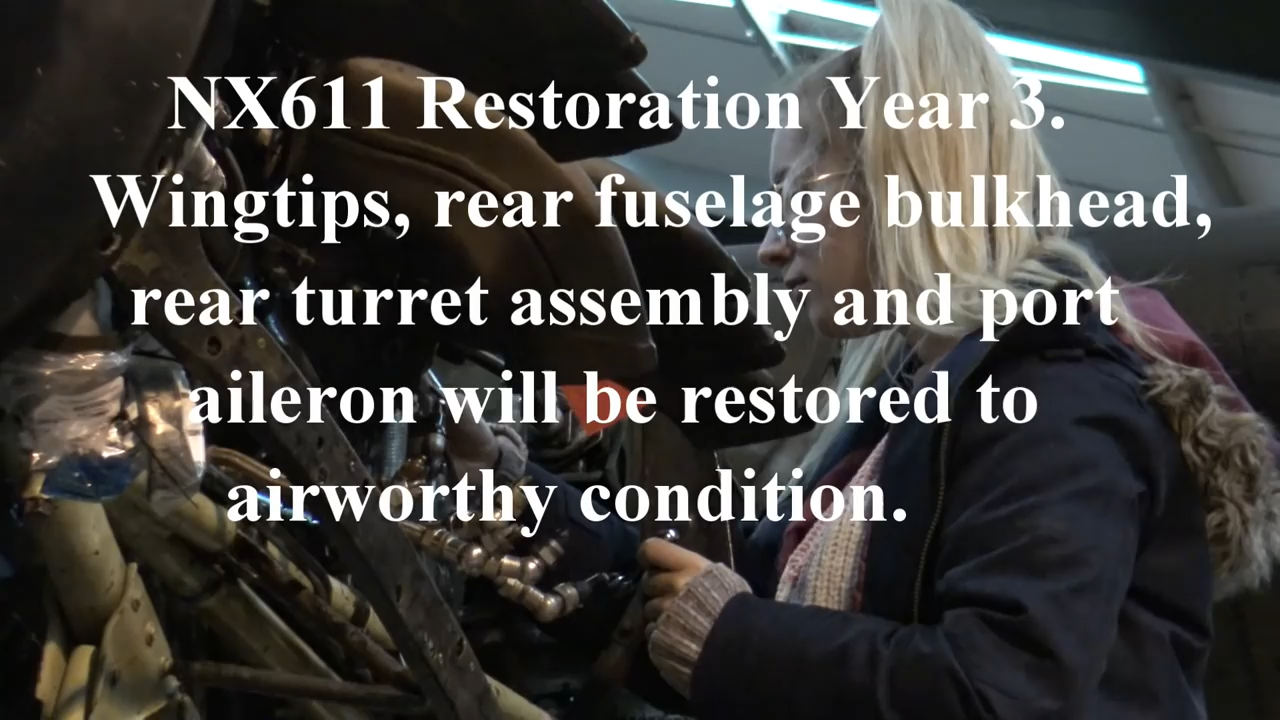 NX611 Restoration Year 3.
Wingtips, rear fuselage bulkhead,
rear turret assembly and port
aileron will be restored to
airworthy condition.